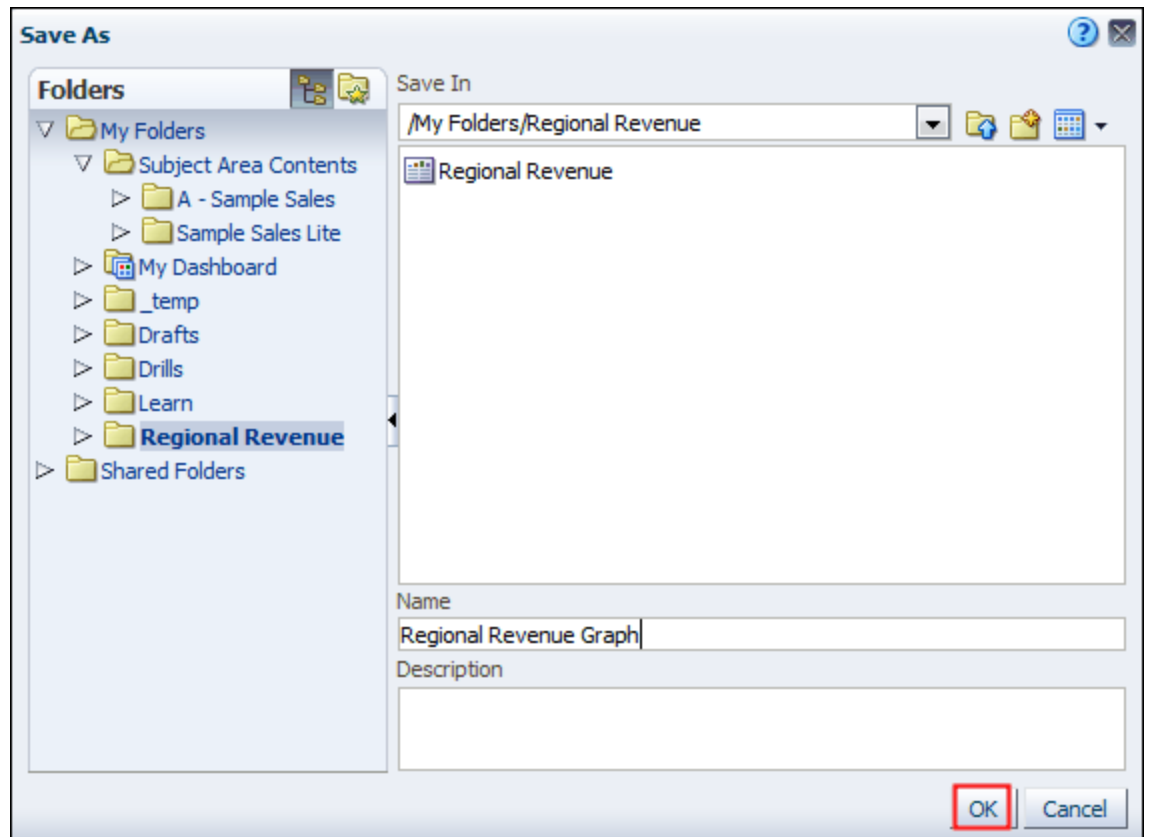 Save As
Folders
My Folders
Subject Area Contents
A - Sample Sales
Sample Sales Lite
My Dashboard
_temp
Drafts
Drills
Learn
Regional Revenue
Shared Folders
Save In
/My Folders/Regional Revenue
Regional Revenue
Name
Regional Revenue Graph
Description
OK
Cancel